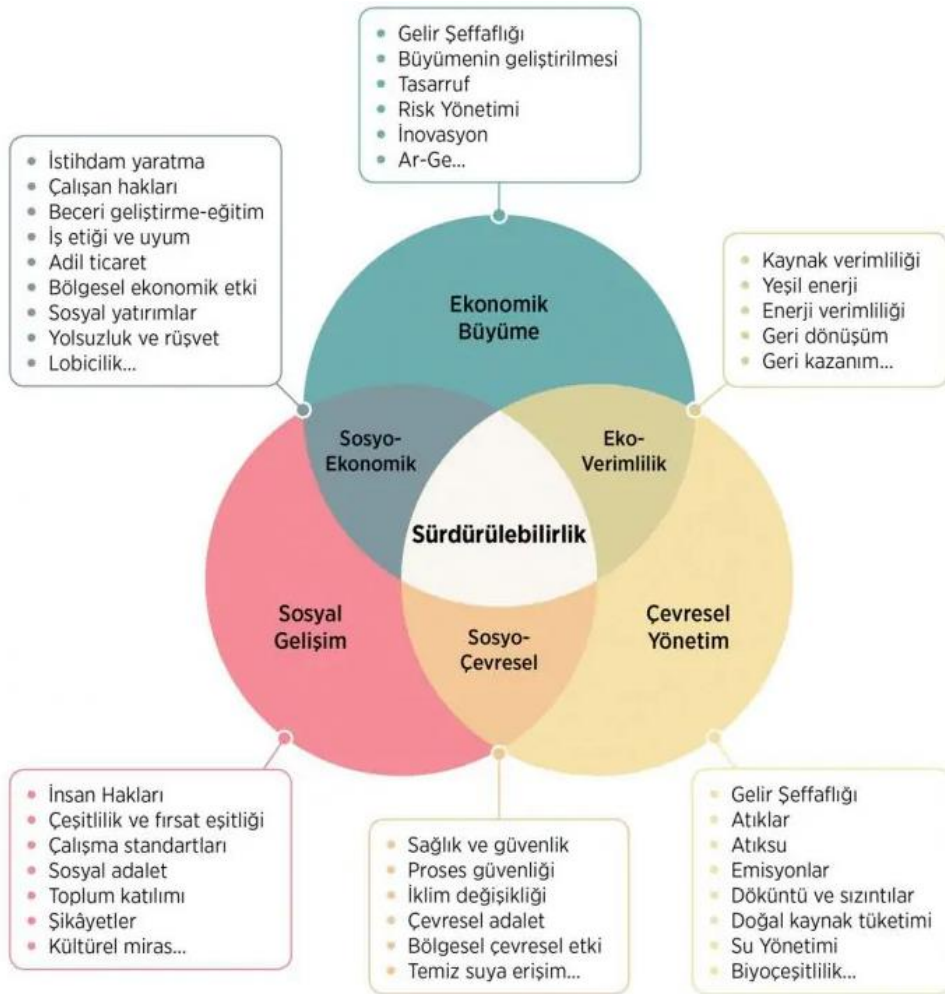 Gelir Şeffaflığı
Büyümenin geliştirilmesi
Tasarruf
Risk Yönetimi
İnovasyon
Ar-Ge...
İstihdam yaratma
Çalışan hakları
Beceri geliştirme-eğitim
İş etiği ve uyum
Adil ticaret
Bölgesel ekonomik etki
Sosyal yatırımlar
Yolsuzluk ve rüşvet
Lobicilik...
Kaynak verimliliği
Yeşil enerji
Enerji verimliliği
Geri dönüşüm
Geri kazanım...
Ekonomik
Büyüme
Sosyo-
Ekonomik
Eko-
Verimlilik
Sürdürülebilirlik
Sosyal
Gelişim
Sosyo-
Çevresel
Çevresel
Yönetim
İnsan Hakları
Çeşitlilik ve fırsat eşitliği
Çalışma standartları
Sosyal adalet
Toplum katılımı
Şikâyetler
Kültürel miras...
Sağlık ve güvenlik
Proses güvenliği
İklim değişikliği
Çevresel adalet
Bölgesel çevresel etki
Temiz suya erişim...
Gelir Şeffaflığı
Atıklar
Atıksu
Emisyonlar
Döküntü ve sızıntılar
Doğal kaynak tüketimi
Su Yönetimi
Biyoçeşitlilik...